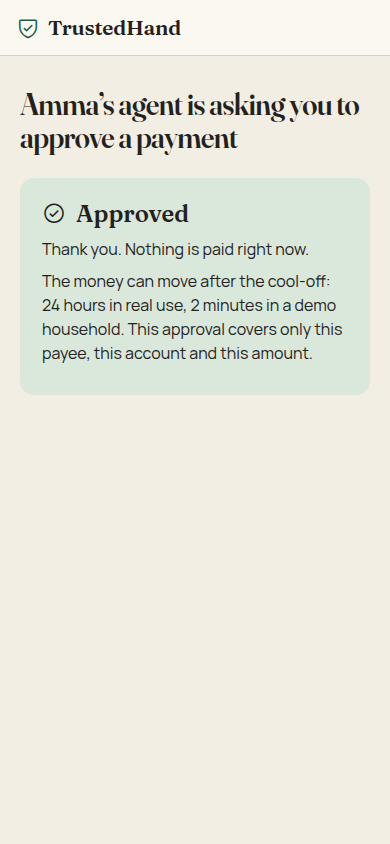 TrustedHand
Amma’s agent is asking you to
approve a payment
Approved
Thank you. Nothing is paid right now.
The money can move after the cool-off:
24 hours in real use, 2 minutes in a demo
household. This approval covers only this
payee, this account and this amount.